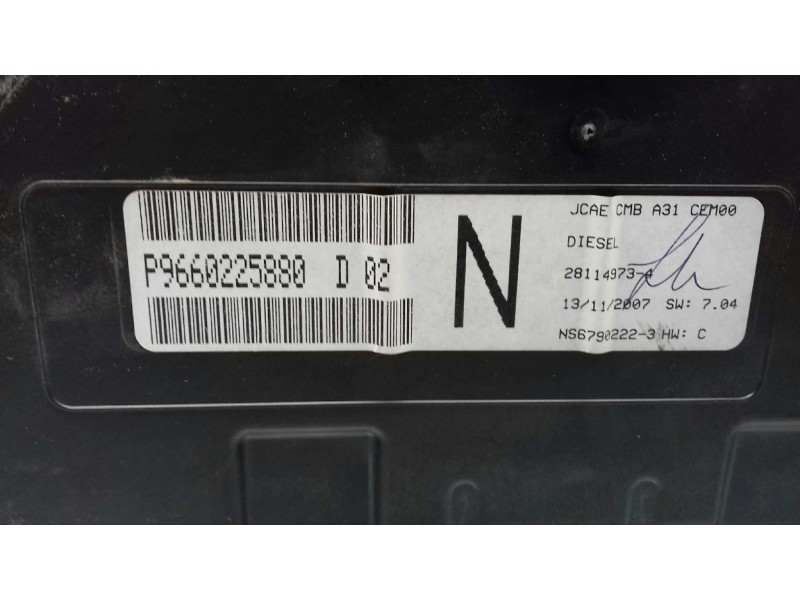 P9660225880 D 02
N
JCAE CMB A31 CEM00
DIESEL
28114973-A
13/11/2007 SW: 7.04
NS6790222-3 HW: C